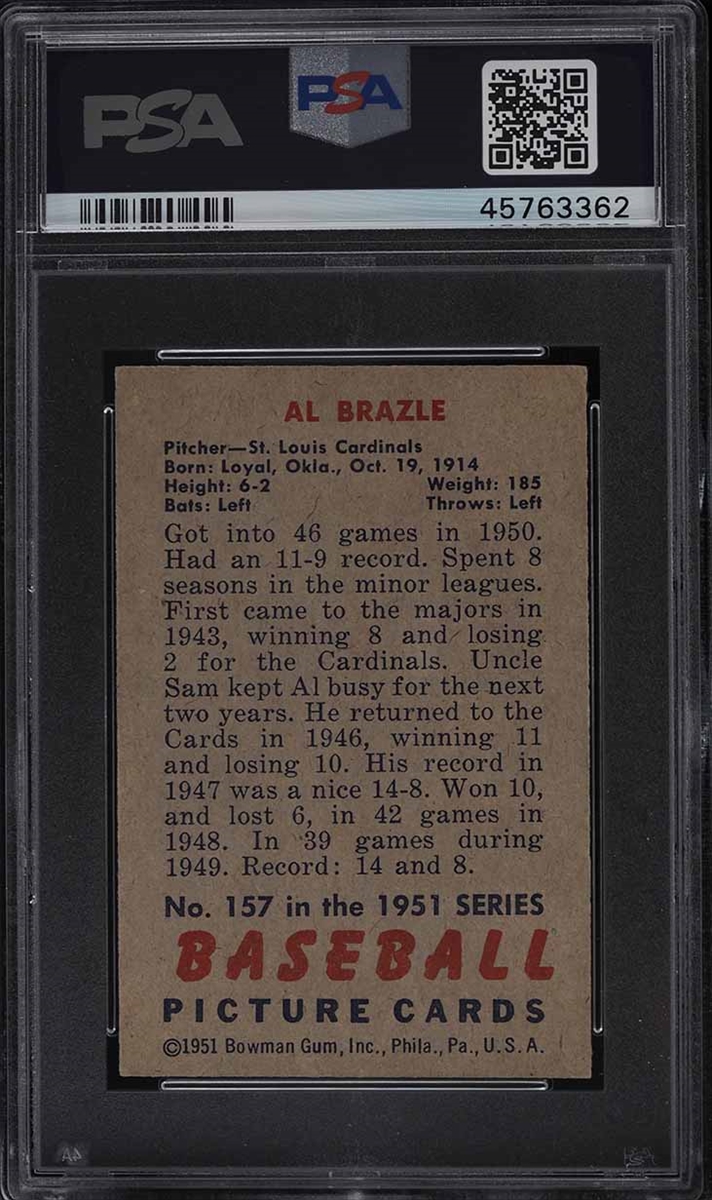 PSA
PSA
45763362
AL BRAZLE
Pitcher—St. Louis Cardinals
Born: Loyal, Okla., Oct. 19, 1914
Height: 6-2 Weight: 185
Bats: Left Throws: Left
Got into 46 games in 1950.
Had an 11-9 record. Spent 8
seasons in the minor leagues.
First came to the majors in
1943, winning 8 and losing
2 for the Cardinals. Uncle
Sam kept Al busy for the next
two years. He returned to the
Cards in 1946, winning 11
and losing 10. His record in
1947 was a nice 14-8. Won 10,
and lost 6, in 42 games in
1948. In 39 games during
1949. Record: 14 and 8.
No. 157 in the 1951 SERIES
BASEBALL
PICTURE CARDS
©1951 Bowman Gum, Inc., Phila., Pa., U.S.A.